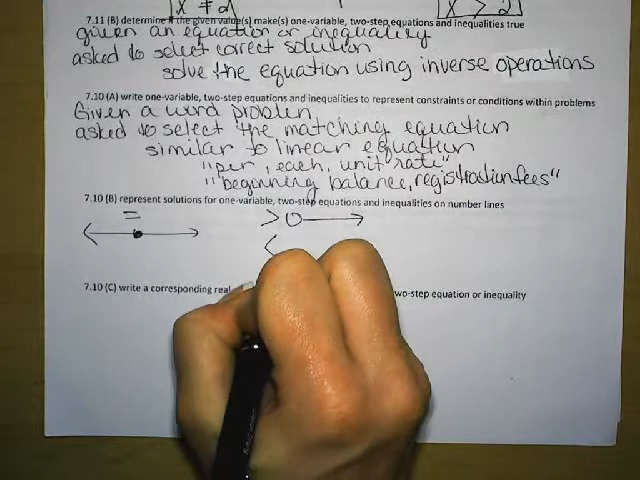 x ≠ 2
x > 2
7.11 (B) determine if the given value(s) make(s) one-variable, two-step equations and inequalities true
given an equation or inequality
asked to select correct solution
solve the equation using inverse operations
7.10 (A) write one-variable, two-step equations and inequalities to represent constraints or conditions within problems
Given a word problem
asked to select the matching equation
similar to linear equation
"per, each, unit rate"
"beginning balance, registration fees"
7.10 (B) represent solutions for one-variable, two-step equations and inequalities on number lines
= >
<
7.10 (C) write a corresponding real two-step equation or inequality